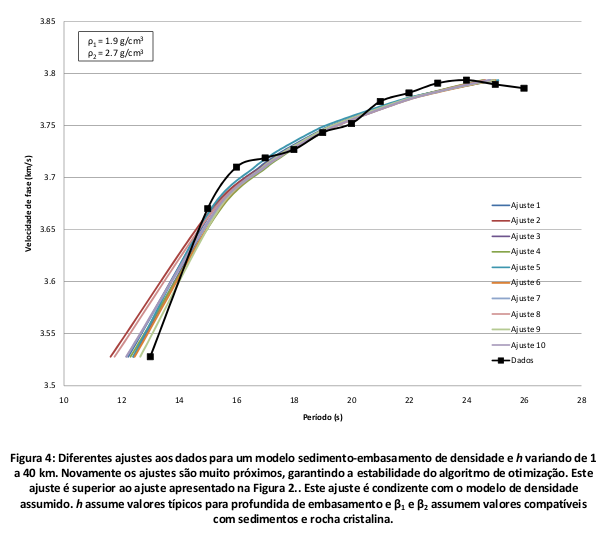 3.85
ρ1 = 1.9 g/cm³
ρ2 = 2.7 g/cm³
3.8
3.75
3.7
3.65
3.6
3.55
3.5
Velocidade de fase (km/s)
Ajuste 1
Ajuste 2
Ajuste 3
Ajuste 4
Ajuste 5
Ajuste 6
Ajuste 7
Ajuste 8
Ajuste 9
Ajuste 10
Dados
10 12 14 16 18 20 22 24 26 28
Período (s)
Figura 4: Diferentes ajustes aos dados para um modelo sedimento-embasamento de densidade e h variando de 1
a 40 km. Novamente os ajustes são muito próximos, garantindo a estabilidade do algoritmo de otimização. Este
ajuste é superior ao ajuste apresentado na Figura 2.. Este ajuste é condizente com o modelo de densidade
assumido. h assume valores típicos para profundida de embasamento e β1 e β2 assumem valores compatíveis
com sedimentos e rocha cristalina.